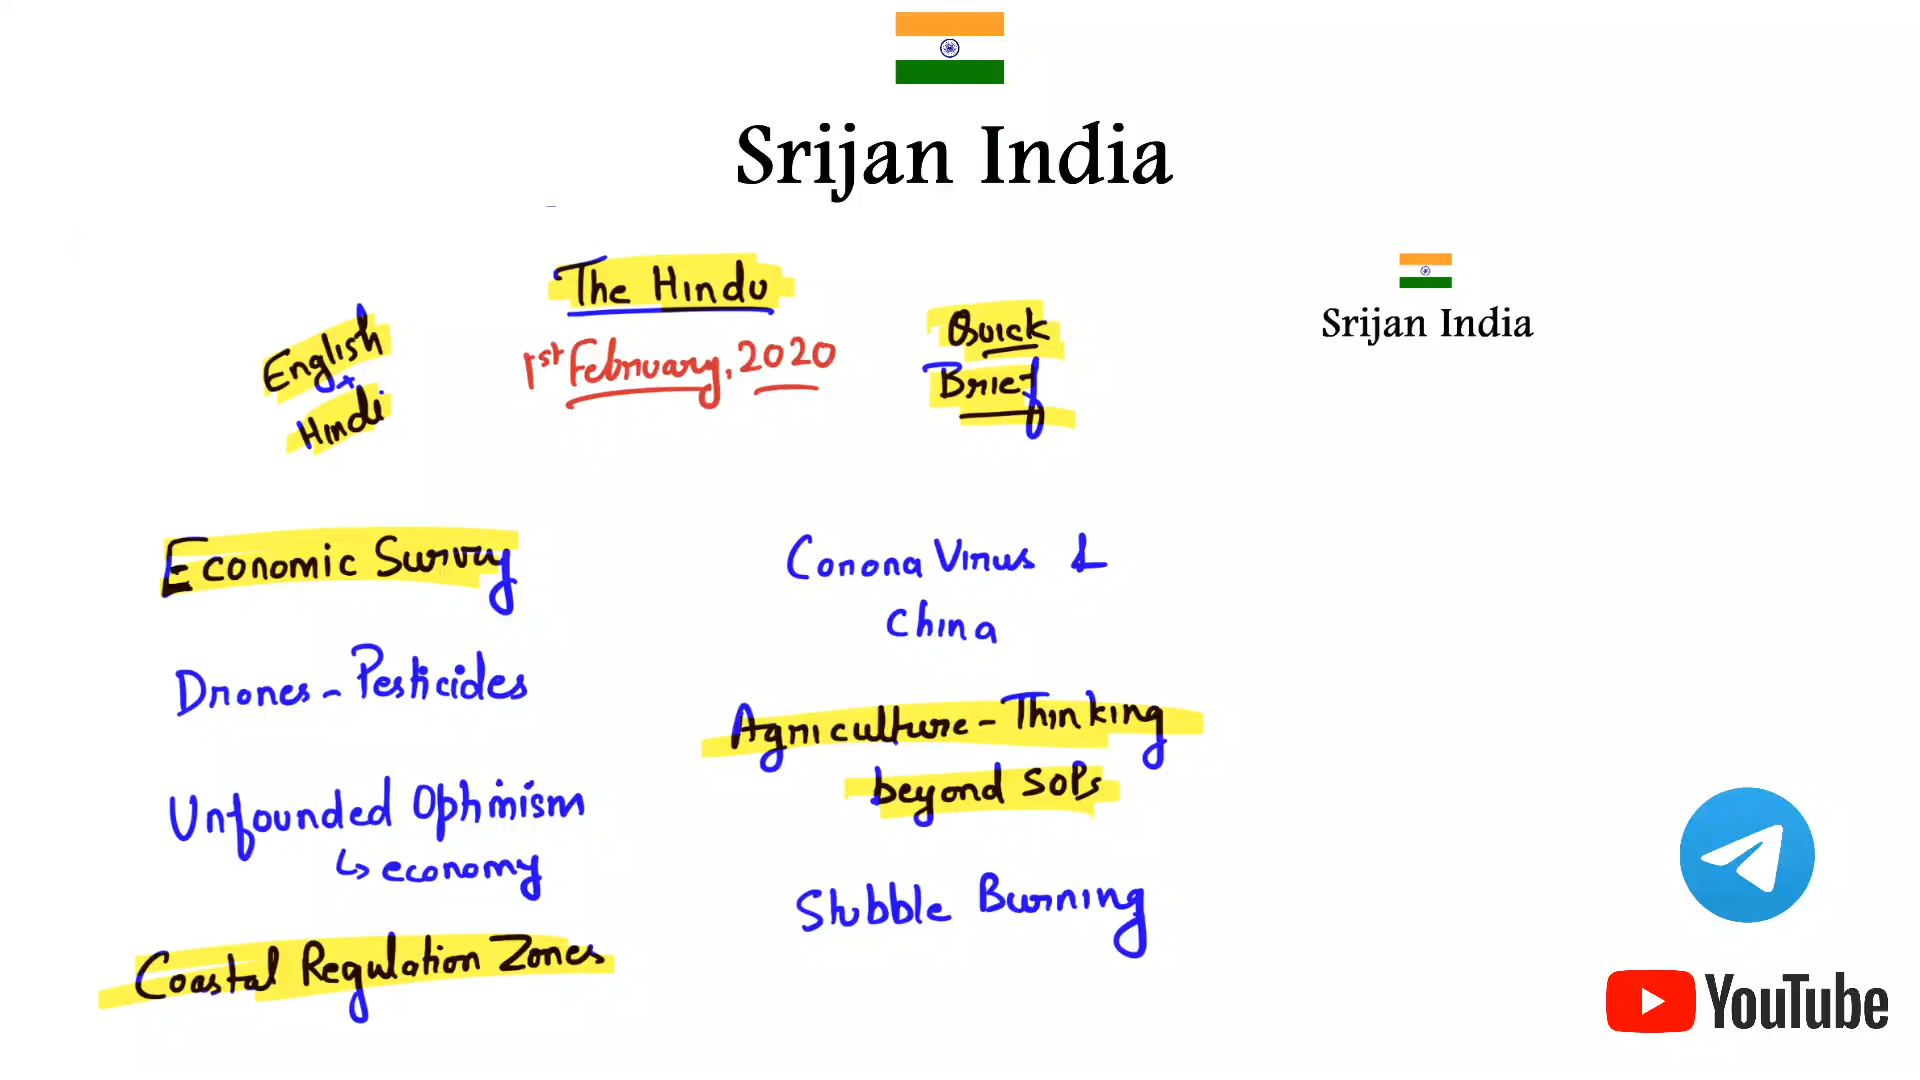 Srijan India
The Hindu
1st February, 2020
English
Hindi
Quick
Brief
Srijan India
Economic Survey
Drones - Pesticides
Unfounded Optimism
↳ economy
Coastal Regulation Zones
Corona Virus &
China
Agriculture - Thinking
beyond SOPs
Stubble Burning
YouTube